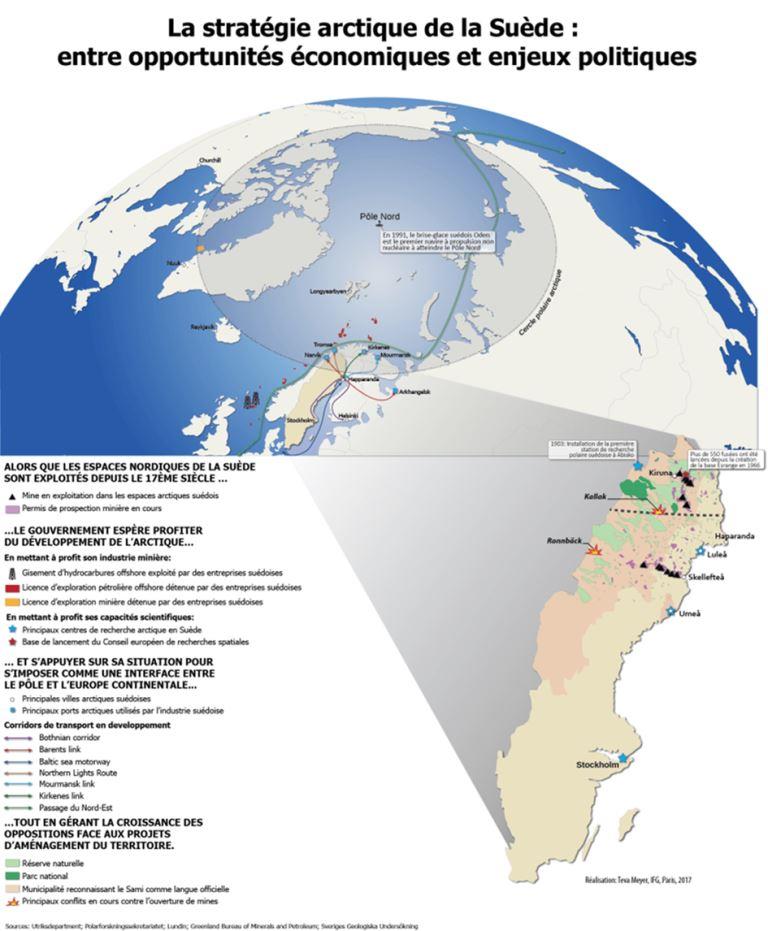 La stratégie arctique de la Suède :
entre opportunités économiques et enjeux politiques
Churchill
Pôle Nord
En 1991, le brise-glace suédois Oden
est le premier navire à propulsion non
nucléaire à atteindre le Pôle Nord
Nuuk
Cercle polaire arctique
Longyearbyen
Reykjavik
Tromsø
Kirkenes
Narvik
Mourmansk
Happaranda
Arkhangelsk
Stockholm
Helsinki
ALORS QUE LES ESPACES NORDIQUES DE LA SUÈDE
SONT EXPLOITÉS DEPUIS LE 17ÈME SIÈCLE ...
Mine en exploitation dans les espaces arctiques suédois
Permis de prospection minière en cours
...LE GOUVERNEMENT ESPÈRE PROFITER
DU DÉVELOPPEMENT DE L'ARCTIQUE...
En mettant à profit son industrie minière:
Gisement d'hydrocarbures offshore exploité par des entreprises suédoises
Licence d'exploration pétrolière offshore détenue par des entreprises suédoises
Licence d'exploration minière détenue par des entreprises suédoises
En mettant à profit ses capacités scientifiques:
Principaux centres de recherche arctique en Suède
Base de lancement du Conseil européen de recherches spatiales
... ET S'APPUYER SUR SA SITUATION POUR
S'IMPOSER COMME UNE INTERFACE ENTRE
LE PÔLE ET L'EUROPE CONTINENTALE...
Principales villes arctiques suédoises
Principaux ports arctiques utilisés par l'industrie suédoise
Corridors de transport en developpement
Bothnian corridor
Barents link
Baltic sea motorway
Northern Lights Route
Mourmansk link
Kirkenes link
Passage du Nord-Est
...TOUT EN GÉRANT LA CROISSANCE DES
OPPOSITIONS FACE AUX PROJETS
D'AMÉNAGEMENT DU TERRITOIRE.
Réserve naturelle
Parc national
Municipalité reconnaissant le Sami comme langue officielle
Principaux conflits en cours contre l'ouverture de mines
1903: Installation de la première
station de recherche
polaire suédoise à Abisko
Plus de 550 fusées ont été
lancées depuis la création
de la base Esrange en 1966
Kiruna
Kallak
Haparanda
Ronnbäck
Luleå
Skellefteå
Umeå
Stockholm
Réalisation: Teva Meyer, IFG, Paris, 2017
Sources: Utriksdepartment; Polarforskningssekretariatet; Lundin; Greenland Bureau of Minerals and Petroleum; Sveriges Geologiska Undersökning